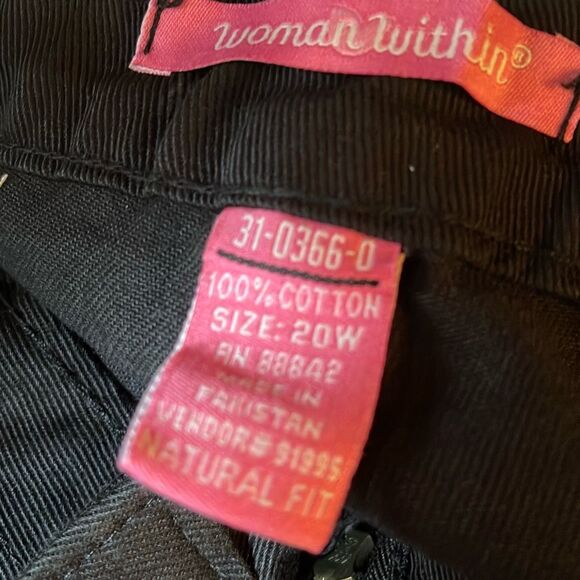 woman within®
31-0366-0
100% COTTON
SIZE: 20W
RN 88842
MADE IN
PAKISTAN
VENDOR# 91995
NATURAL FIT